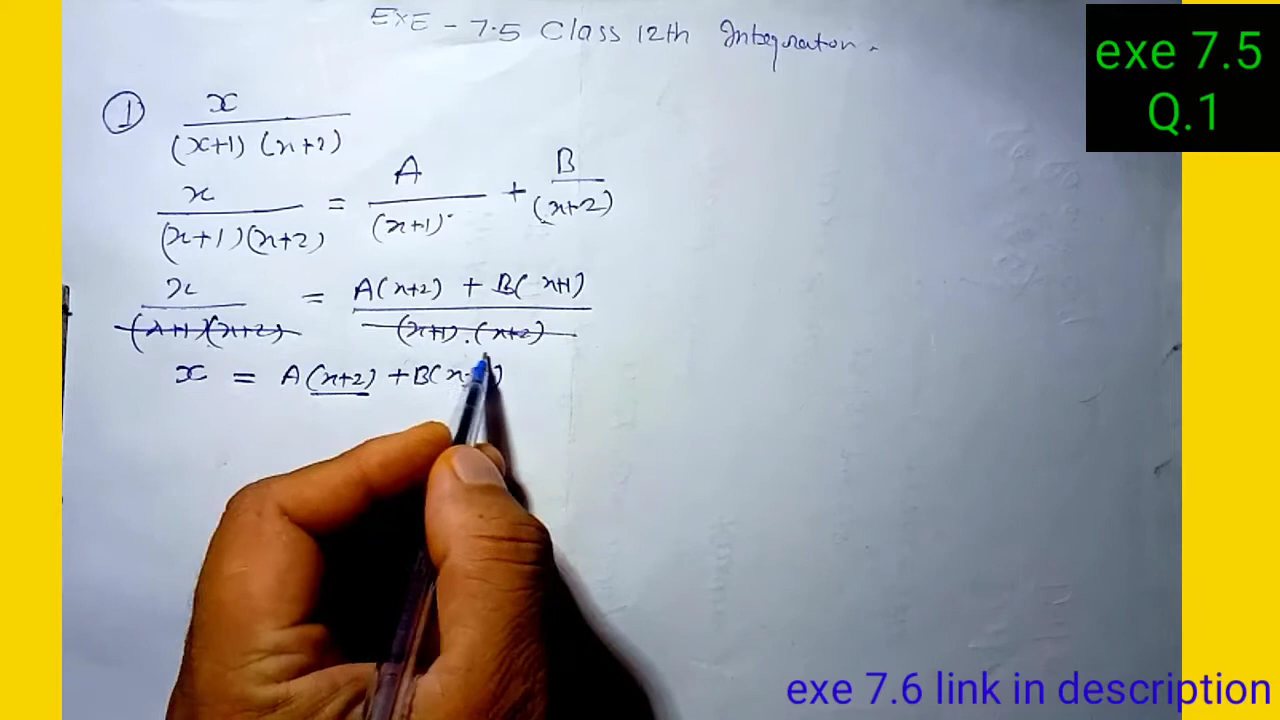 EXE - 7.5 Class 12th Integraton.
exe 7.5
Q.1
① x
(x+1) (x+2)
x / (x+1)(x+2) = A / (x+1) + B / (x+2)
x / (x+1)(x+2) = A(x+2) + B(x+1) / (x+1).(x+2)
x = A(x+2) + B(x
exe 7.6 link in description